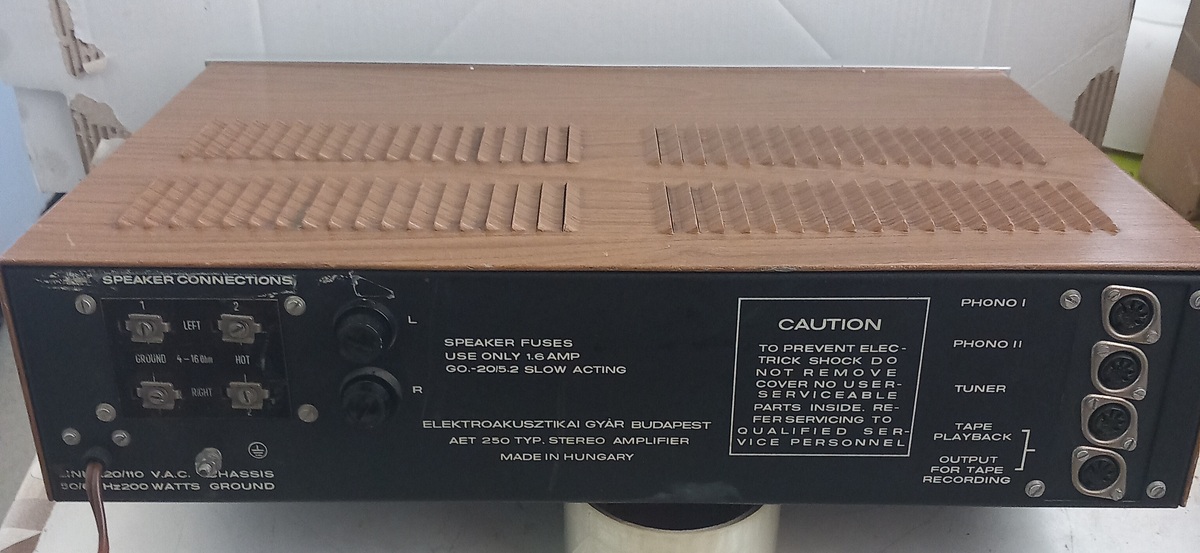 SPEAKER CONNECTIONS
1 2
LEFT
GROUND 4-16 Ohm HOT
RIGHT
1
2
L
R
SPEAKER FUSES
USE ONLY 1.6 AMP
GO.-20/5.2 SLOW ACTING
ELEKTROAKUSZTIKAI GYÁR BUDAPEST
AET 250 TYP. STEREO AMPLIFIER
MADE IN HUNGARY
CAUTION
TO PREVENT ELEC-
TRICK SHOCK DO
NOT REMOVE
COVER NO USER-
SERVICEABLE
PARTS INSIDE. RE-
FER SERVICING TO
QUALIFIED SER-
VICE PERSONNEL
PHONO I
PHONO II
TUNER
TAPE
PLAYBACK
OUTPUT
FOR TAPE
RECORDING
V.A.C.
200 WATTS GROUND